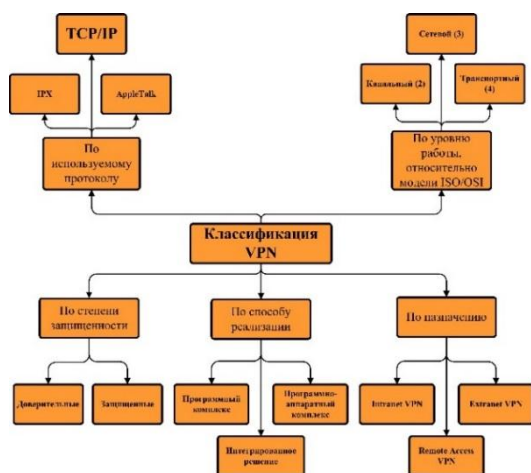 TCP/IP
IPX
AppleTalk
По
используемому
протоколу
Сетевой (3)
Канальный (2)
Транспортный (4)
По уровню
работы,
относительно
модели ISO/OSI
Классификация
VPN
По степени
защищенности
По способу
реализации
По назначению
Доверительные
Защищенные
Программный
комплекс
Программно-
аппаратный
комплекс
Интегрированное
решение
Intranet VPN
Extranet VPN
Remote Access
VPN